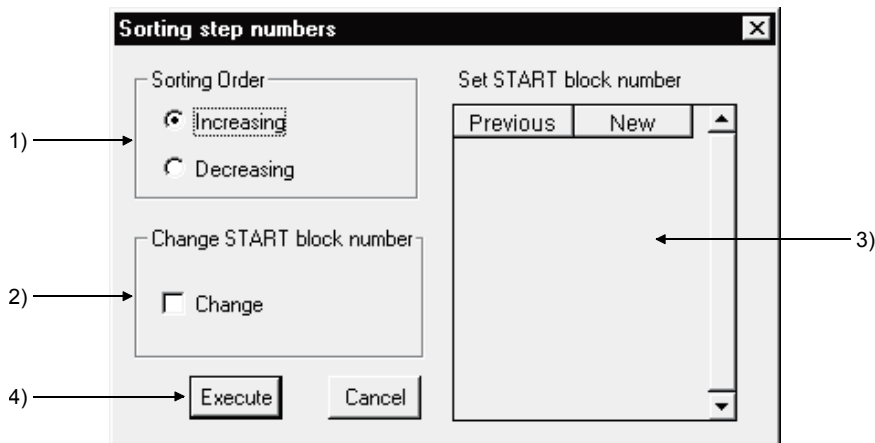 Sorting step numbers
Sorting Order
Increasing
Decreasing
1)
Change START block number
Change
2)
Execute
Cancel
4)
Set START block number
Previous New
3)